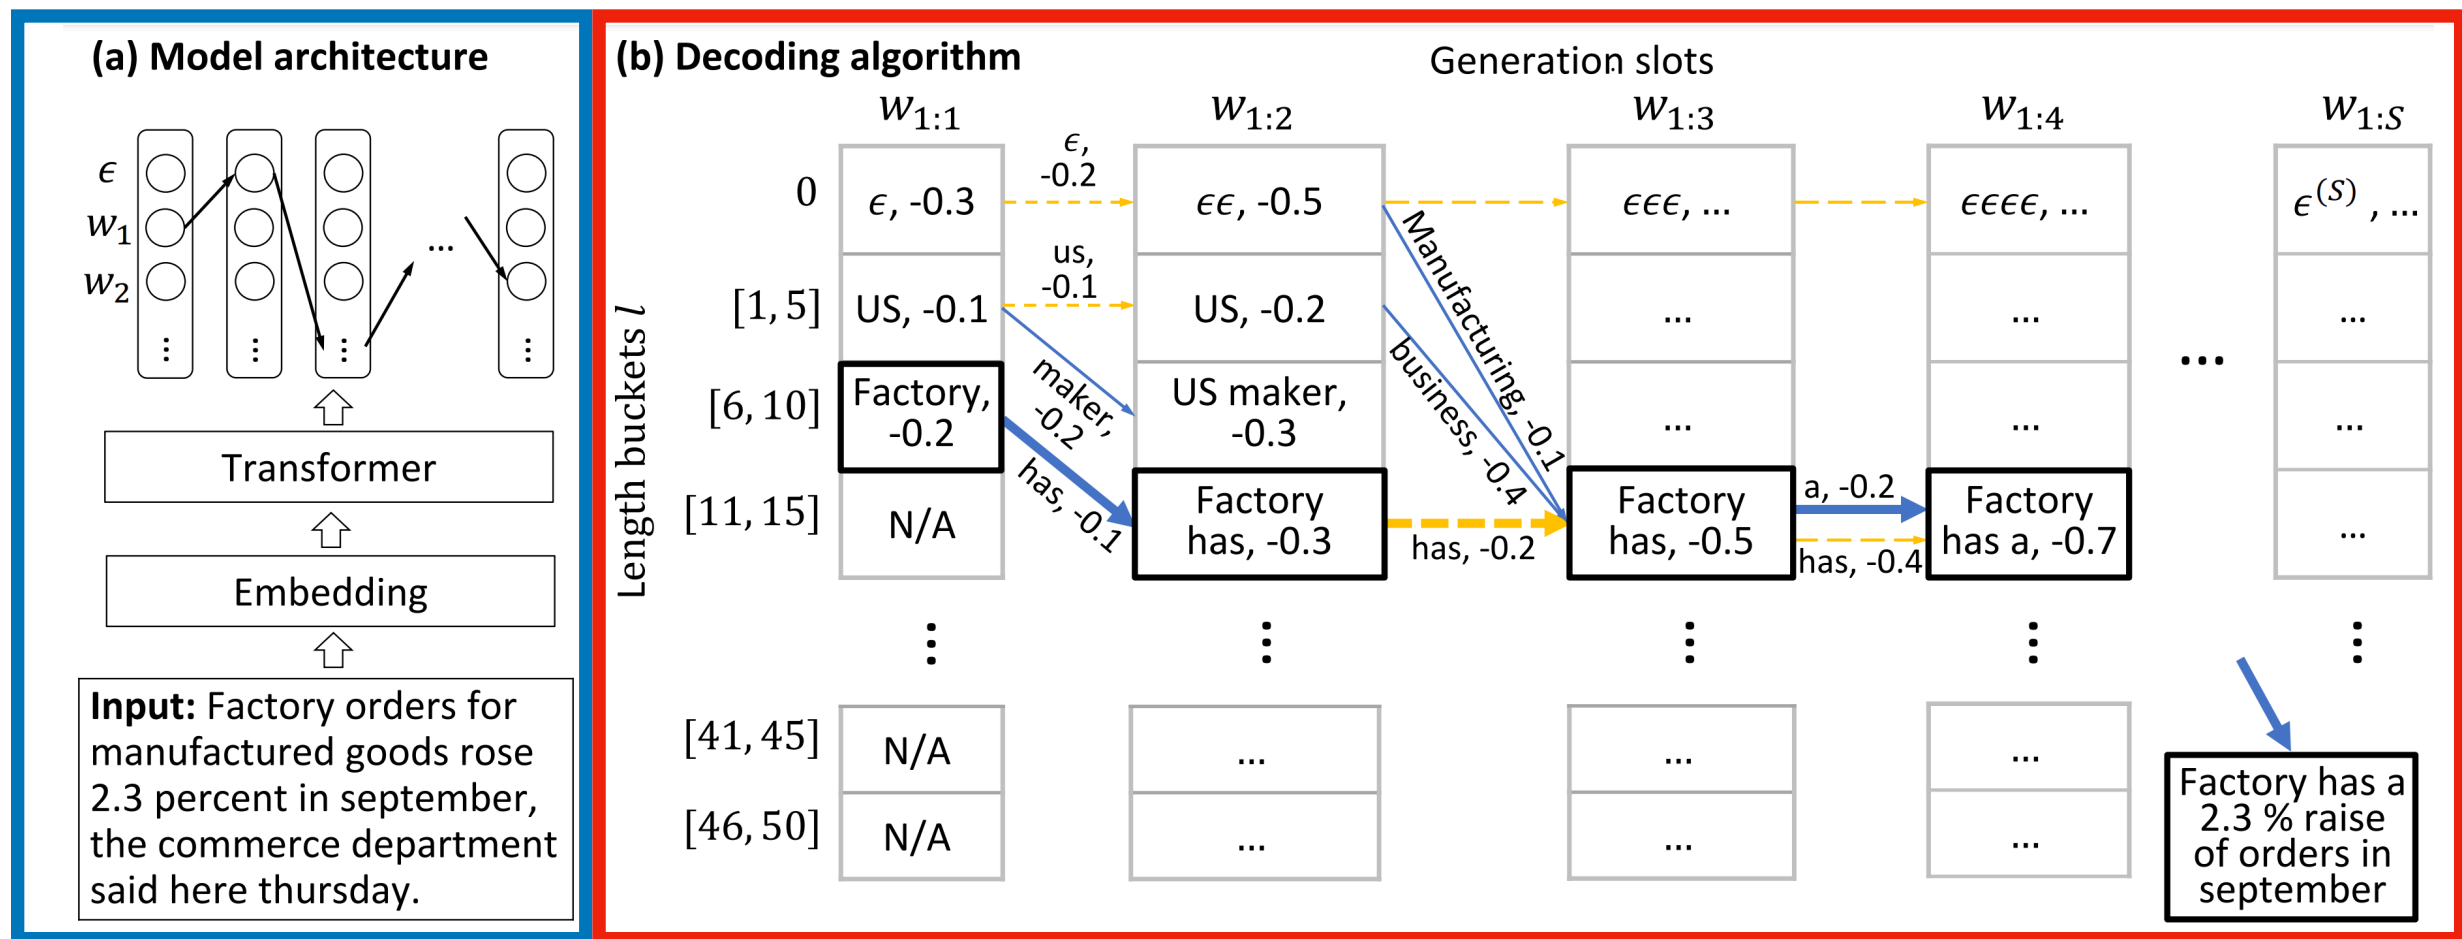 (a) Model architecture
ϵ
w₁
w₂
⋮ ⋮ ⋮ ... ⋮
Transformer
Embedding
Input: Factory orders for
manufactured goods rose
2.3 percent in september,
the commerce department
said here thursday.
(b) Decoding algorithm
Generation slots
w₁:₁ w₁:₂ w₁:₃ w₁:₄ w₁:S
Length buckets l
0
ϵ, -0.3
ϵ,
-0.2
ϵϵ, -0.5
ϵϵϵ, ...
ϵϵϵϵ, ...
ϵ⁽ˢ⁾ , ...
[1, 5]
US, -0.1
us,
-0.1
US, -0.2
...
...
...
...
[6, 10]
Factory,
-0.2
maker,
-0.2
US maker,
-0.3
Manufacturing, -0.1
business, -0.4
...
...
...
[11, 15]
N/A
has, -0.1
Factory
has, -0.3
has, -0.2
Factory
has, -0.5
a, -0.2
has, -0.4
Factory
has a, -0.7
...
⋮ ⋮ ⋮ ⋮ ⋮
[41, 45]
N/A
...
...
...
[46, 50]
N/A
...
...
...
Factory has a
2.3 % raise
of orders in
september